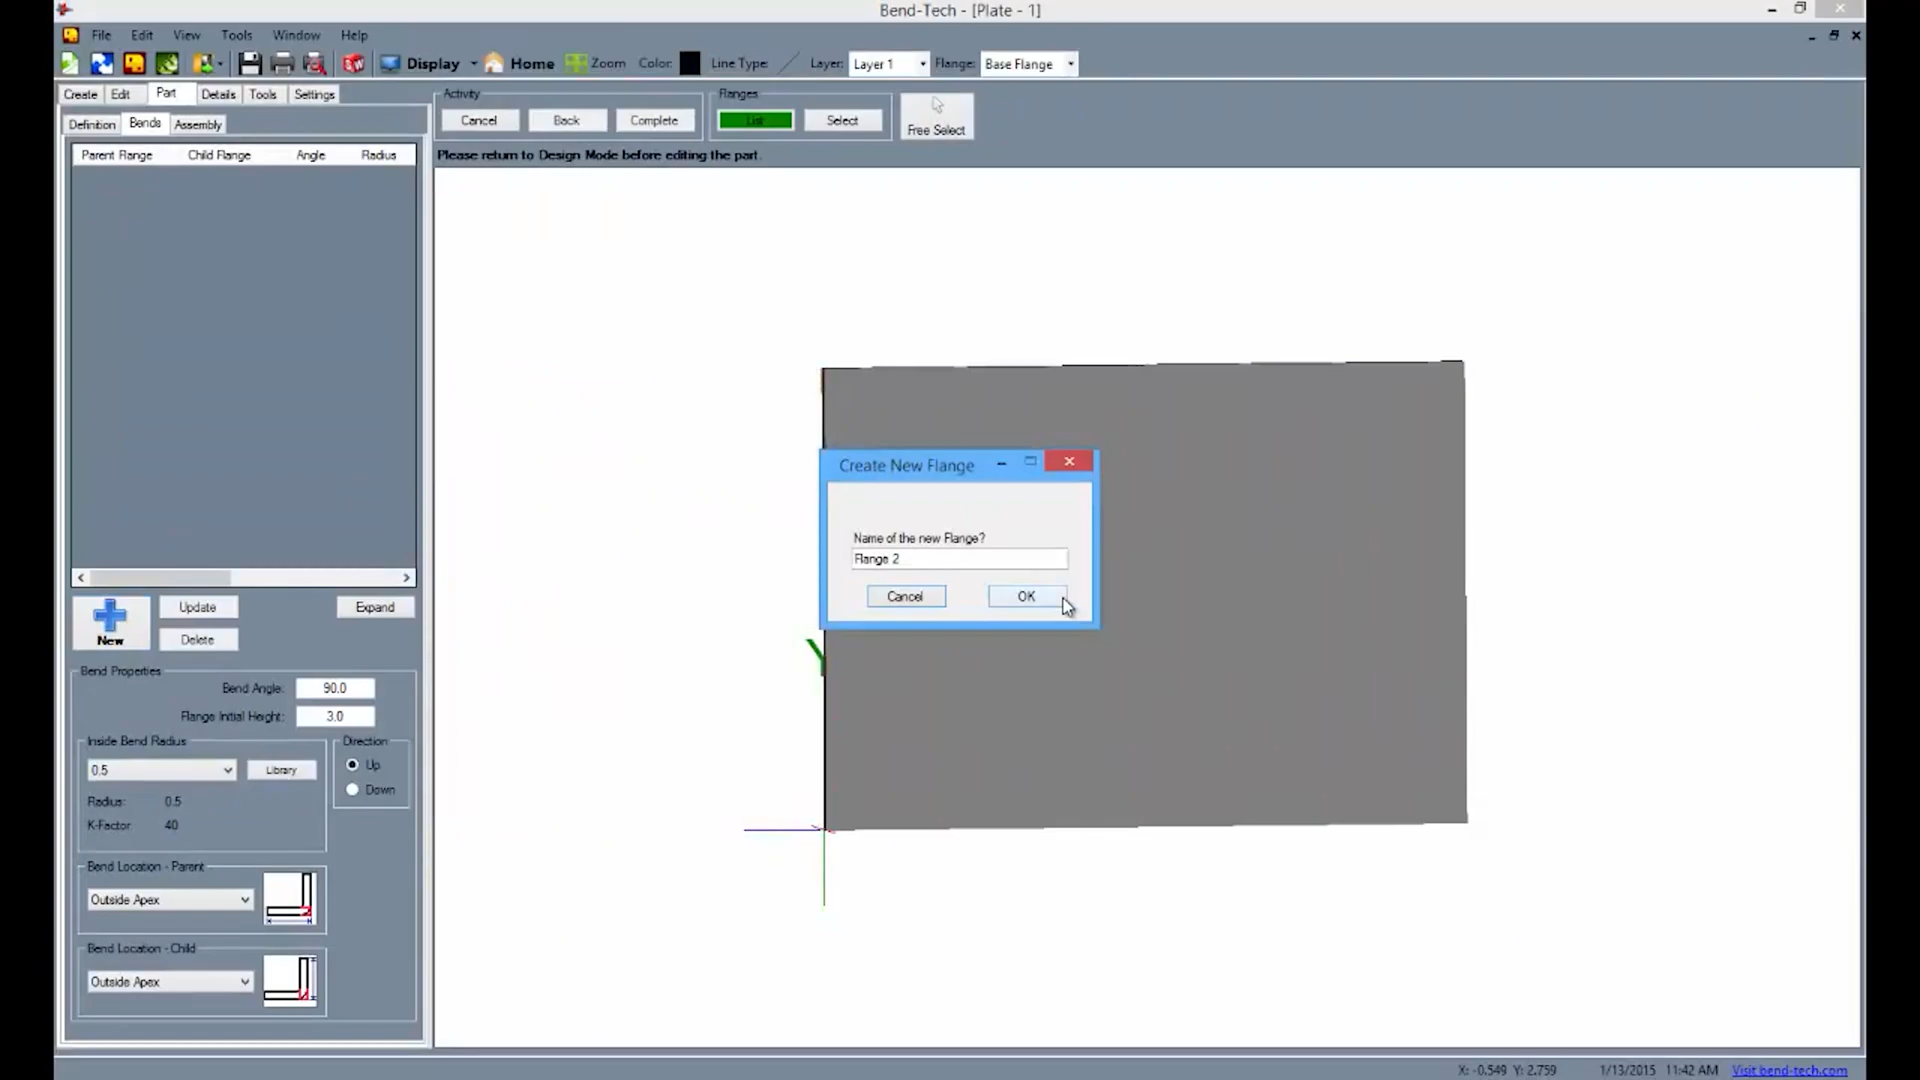 Bend-Tech - [Plate - 1]
File Edit View Tools Window Help
Display Home Zoom Color: Line Type: Layer: Layer 1 Flange: Base Flange
Create Edit Part Details Tools Settings
Activity Flanges
Definition Bends Assembly
Cancel Back Complete List Select Free Select
Please return to Design Mode before editing the part.
Parent Flange Child Flange Angle Radius
Create New Flange
Name of the new Flange?
Flange 2
Cancel OK
New Update Expand
Delete
Y
Bend Properties
Bend Angle: 90.0
Flange Initial Height: 3.0
Inside Bend Radius Direction
0.5 Library Up
Radius: 0.5 Down
K-Factor 40
Bend Location - Parent
Outside Apex
Bend Location - Child
Outside Apex
X: -0.549 Y: 2.759 1/13/2015 11:42 AM Visit bend-tech.com